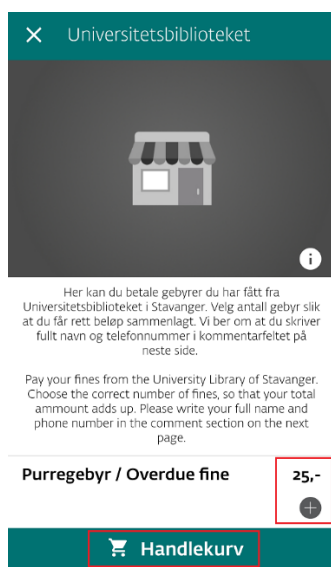 Universitetsbiblioteket
Her kan du betale gebyrer du har fått fra
Universitetsbiblioteket i Stavanger. Velg antall gebyr slik
at du får rett beløp sammenlagt. Vi ber om at du skriver
fullt navn og telefonnummer i kommentarfeltet på
neste side.
Pay your fines from the University Library of Stavanger.
Choose the correct number of fines, so that your total
ammount adds up. Please write your full name and
phone number in the comment section on the next
page.
Purregebyr / Overdue fine 25,-
Handlekurv